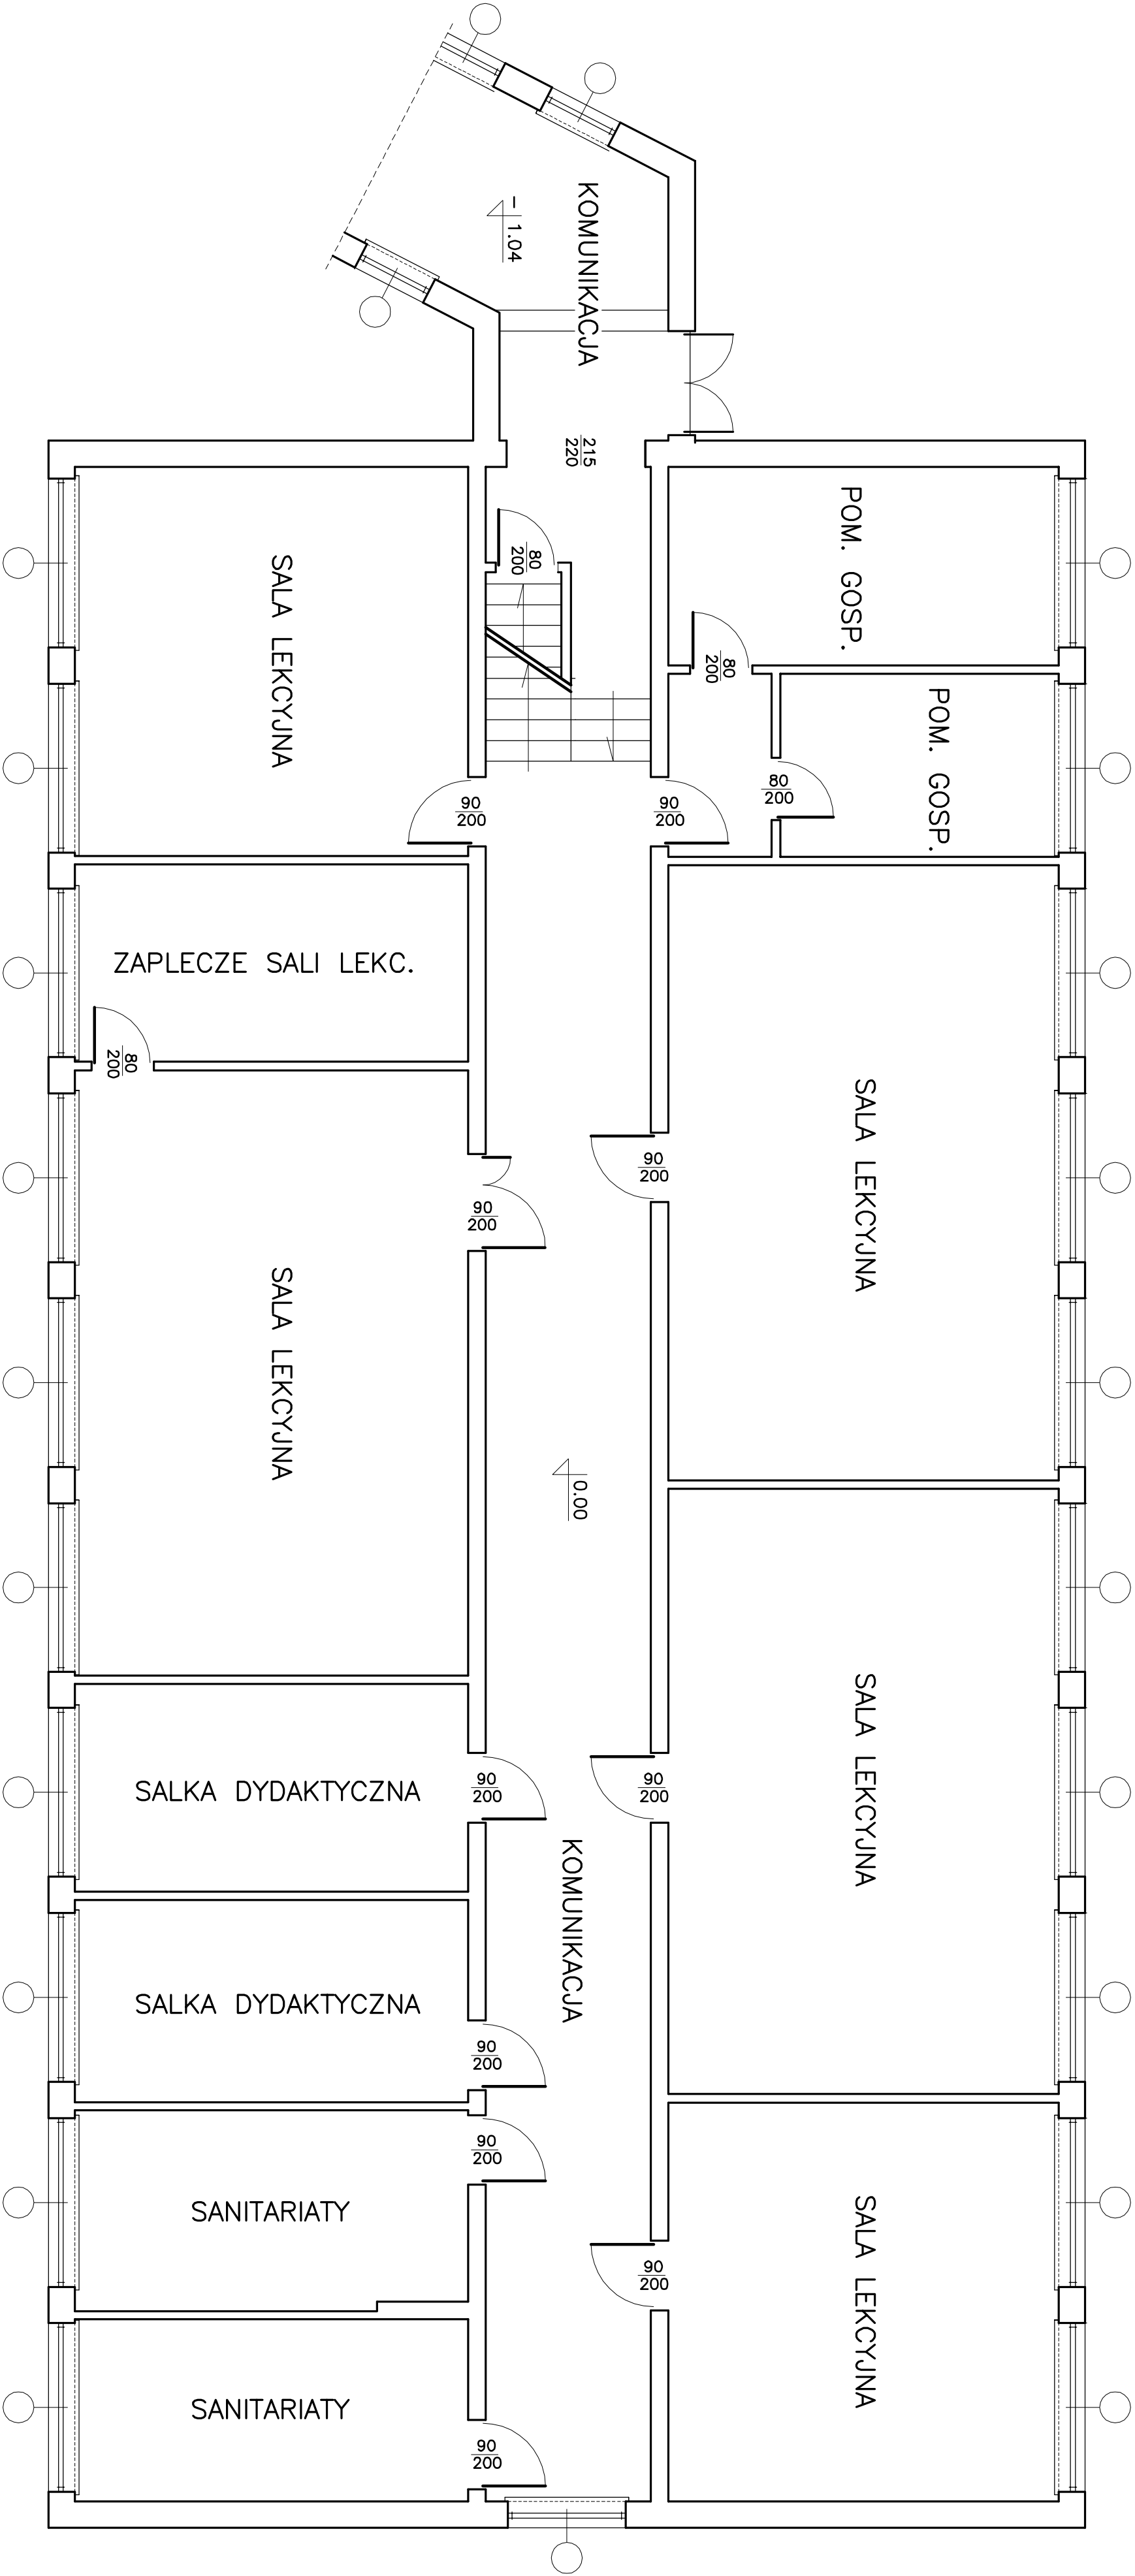 KOMUNIKACJA
- 1.04
215
220
POM. GOSP.
80
200
SALA LEKCYJNA
80
200
POM. GOSP.
90
200
90
200
80
200
ZAPLECZE SALI LEKC.
80
200
SALA LEKCYJNA
90
200
90
200
SALA LEKCYJNA
0.00
SALA LEKCYJNA
SALKA DYDAKTYCZNA
90
200
90
200
KOMUNIKACJA
SALKA DYDAKTYCZNA
90
200
90
200
SANITARIATY
90
200
SALA LEKCYJNA
SANITARIATY
90
200